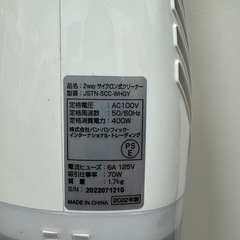 品名：2wayサイクロン式クリーナー
型番：JSTN-SCC-WHGY
定格電圧：AC100V
定格周波数：50/60Hz
定格消費電力：400W
株式会社パン・パシフィック・
インターナショナル・トレーディング
PS
E
電流ヒューズ：6A 125V
吸引仕事率：70W
質量：1.7kg
S/N：2022071215
MADE IN CHINA
2022年製